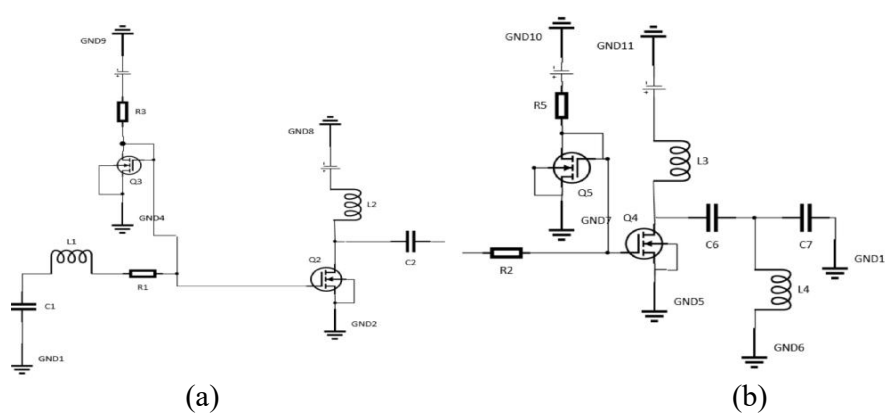 GND9
R3
Q3
GND4
L1
R1
C1
GND1
GND8
L2
Q2
C2
GND2
(a)
GND10
GND11
R5
Q5
GND7
L3
Q4
R2
C6
C7
GND1
GND5
L4
GND6
(b)